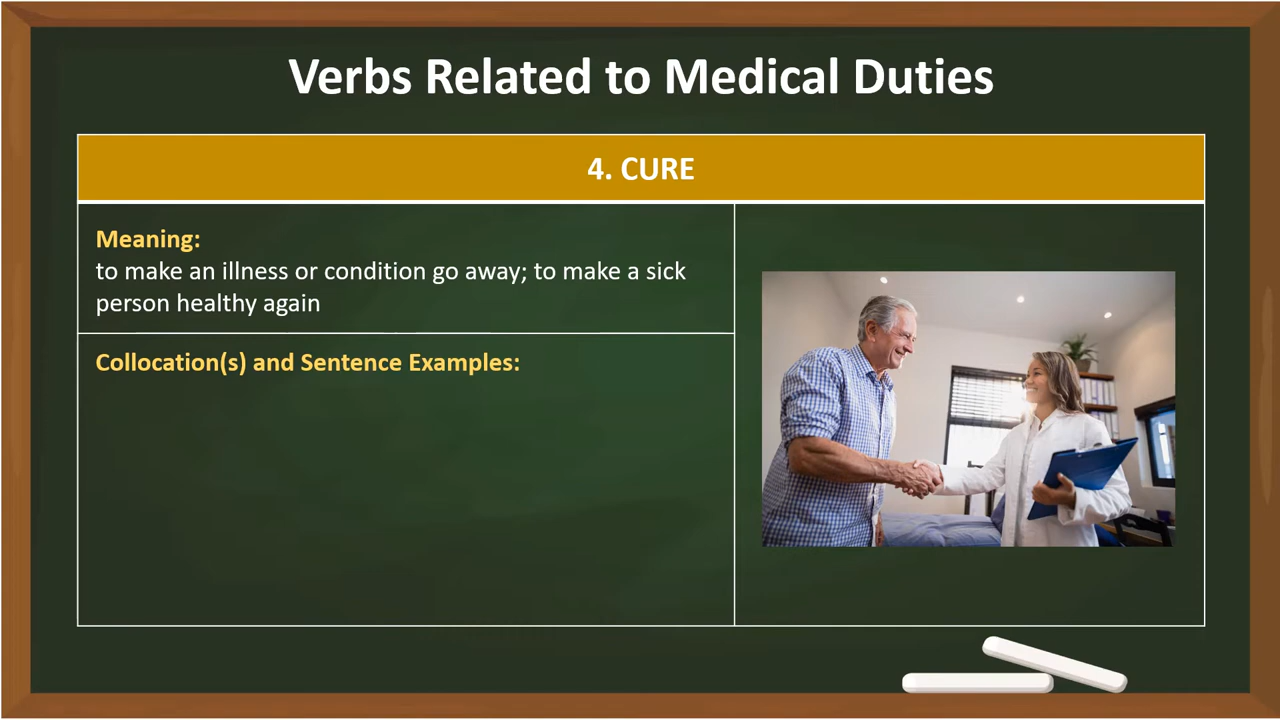 Verbs Related to Medical Duties
4. CURE
Meaning:
to make an illness or condition go away; to make a sick
person healthy again
Collocation(s) and Sentence Examples: